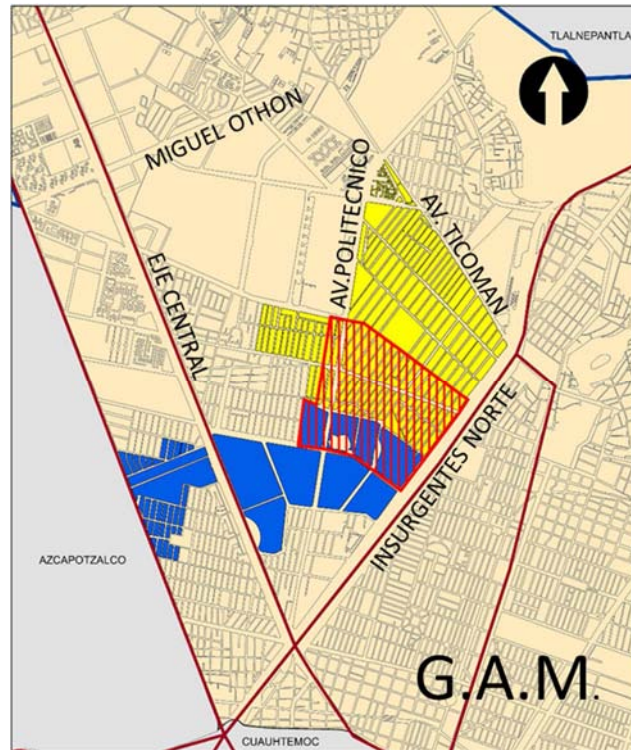 TLALNEPANTLA
MIGUEL OTHON
AV.POLITECNICO
AV. TICOMAN
EJE CENTRAL
INSURGENTES NORTE
AZCAPOTZALCO
G.A.M.
CUAUHTEMOC